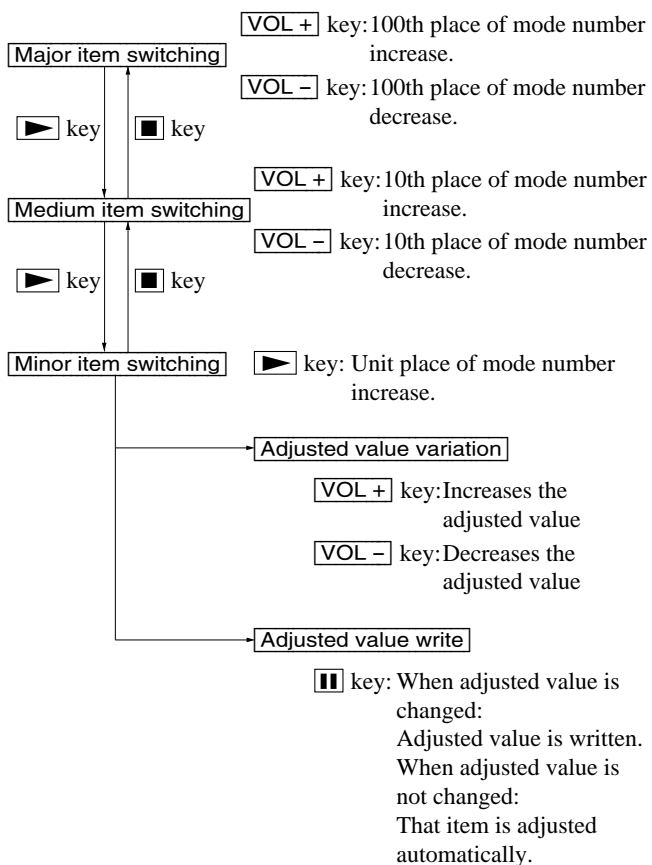 VOL + key: 100th place of mode number
increase.
Major item switching
VOL – key: 100th place of mode number
decrease.
► key ■ key
VOL + key: 10th place of mode number
increase.
Medium item switching
VOL – key: 10th place of mode number
decrease.
► key ■ key
Minor item switching
► key: Unit place of mode number
increase.
Adjusted value variation
VOL + key: Increases the
adjusted value
VOL – key: Decreases the
adjusted value
Adjusted value write
❚❚ key: When adjusted value is
changed:
Adjusted value is written.
When adjusted value is
not changed:
That item is adjusted
automatically.